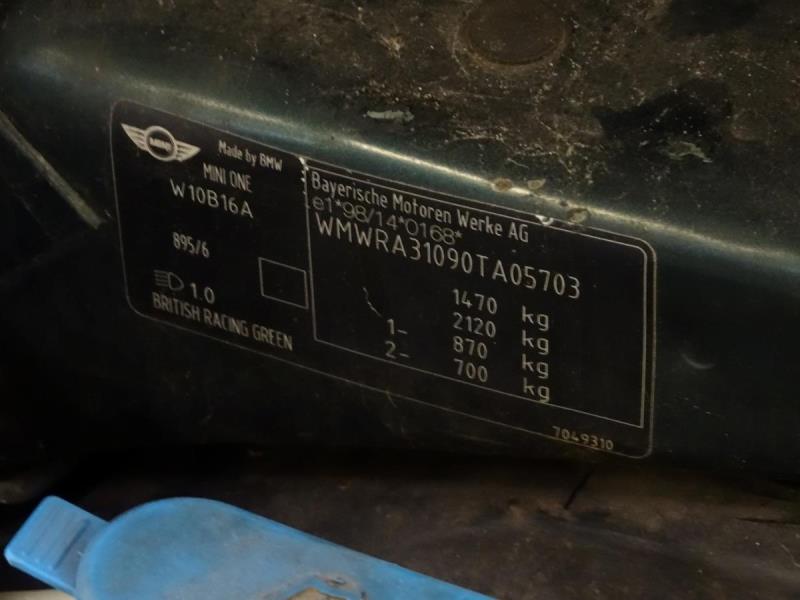 MINI
Made by BMW
MINI ONE
W10B16A
895/6
1.0
BRITISH RACING GREEN
Bayerische Motoren Werke AG
e1*98/14*0168*
WMWRA31090TA05703
1470 kg
2120 kg
1- 870 kg
2- 700 kg
7049310